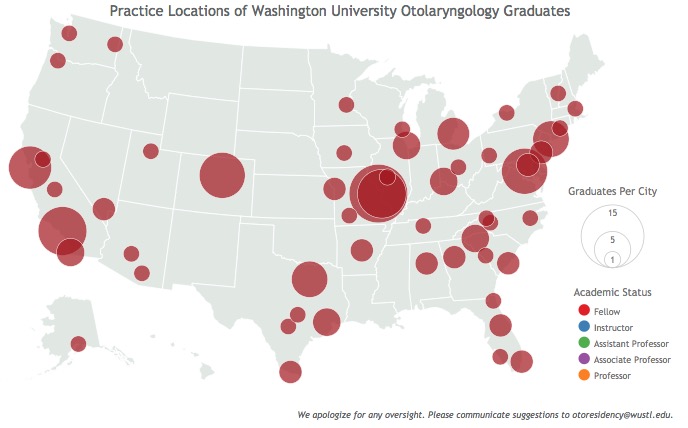 Practice Locations of Washington University Otolaryngology Graduates
Graduates Per City
15
5
1
Academic Status
Fellow
Instructor
Assistant Professor
Associate Professor
Professor
We apologize for any oversight. Please communicate suggestions to otoresidency@wustl.edu.